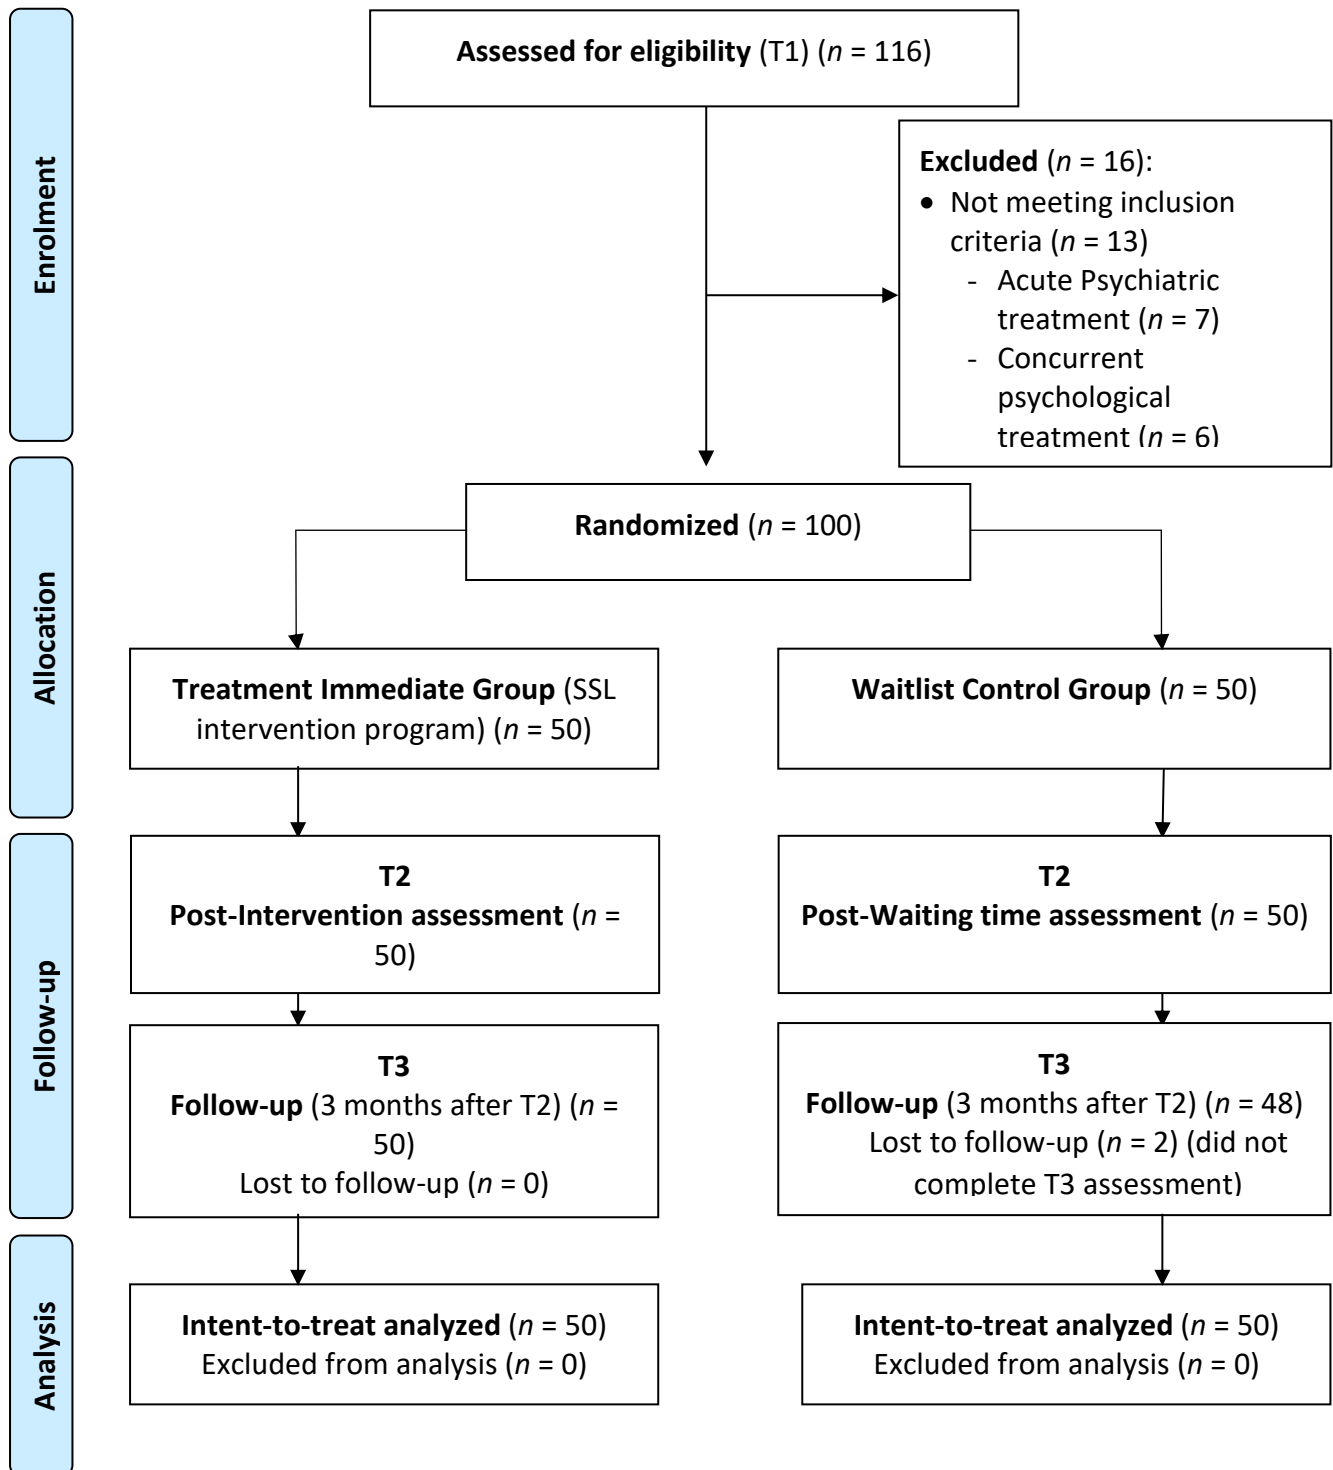 Enrolment
Assessed for eligibility (T1) (n = 116)
Excluded (n = 16):
• Not meeting inclusion
criteria (n = 13)
- Acute Psychiatric
treatment (n = 7)
- Concurrent
psychological
treatment (n = 6)
Allocation
Randomized (n = 100)
Treatment Immediate Group (SSL
intervention program) (n = 50)
Waitlist Control Group (n = 50)
Follow-up
T2
Post-Intervention assessment (n =
50)
T2
Post-Waiting time assessment (n = 50)
T3
Follow-up (3 months after T2) (n =
50)
Lost to follow-up (n = 0)
T3
Follow-up (3 months after T2) (n = 48)
Lost to follow-up (n = 2) (did not
complete T3 assessment)
Analysis
Intent-to-treat analyzed (n = 50)
Excluded from analysis (n = 0)
Intent-to-treat analyzed (n = 50)
Excluded from analysis (n = 0)